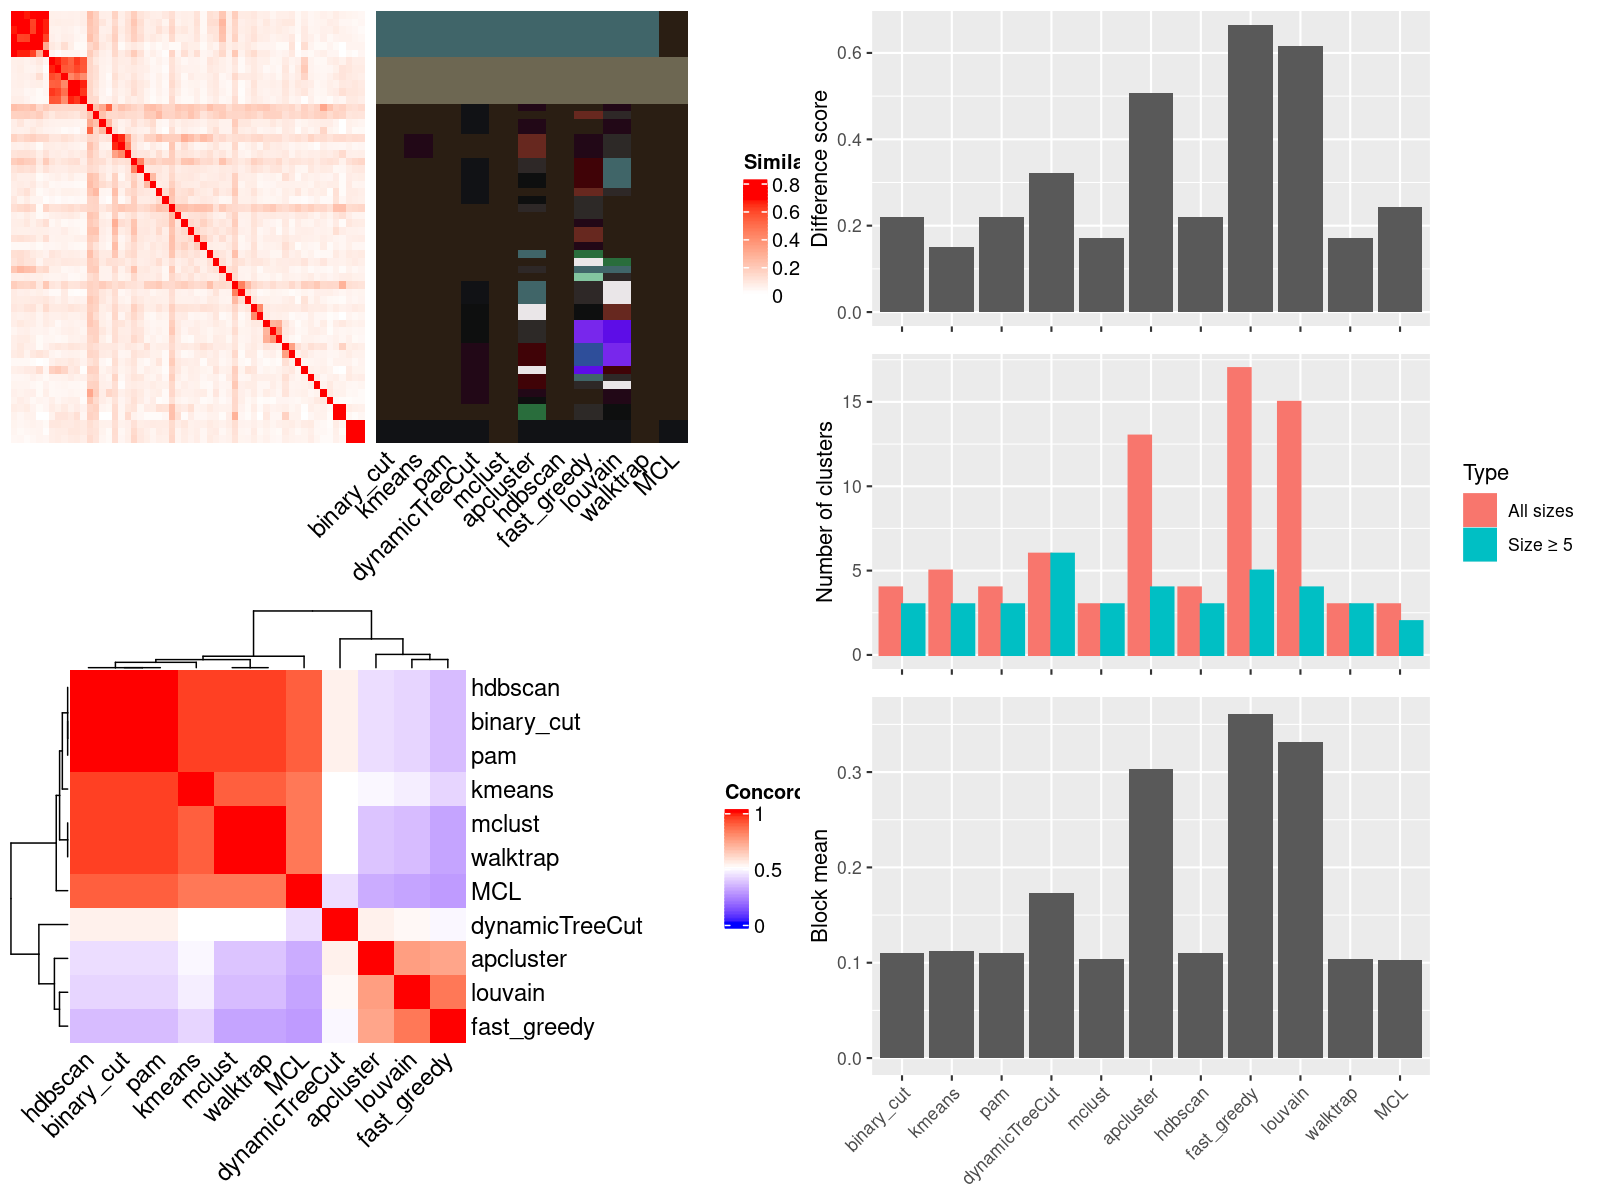 Simila
0.8
0.6
0.4
0.2
0
binary_cut
kmeans
pam
dynamicTreeCut
mclust
apcluster
hdbscan
fast_greedy
louvain
walktrap
MCL
hdbscan
binary_cut
pam
kmeans
mclust
walktrap
MCL
dynamicTreeCut
apcluster
louvain
fast_greedy
Concord
1
0.5
0
hdbscan
binary_cut
pam
kmeans
mclust
walktrap
MCL
dynamicTreeCut
apcluster
louvain
fast_greedy
Difference score
0.6
0.4
0.2
0.0
Number of clusters
15
10
5
0
Type
All sizes
Size ≥ 5
Block mean
0.3
0.2
0.1
0.0
binary_cut
kmeans
pam
dynamicTreeCut
mclust
apcluster
hdbscan
fast_greedy
louvain
walktrap
MCL